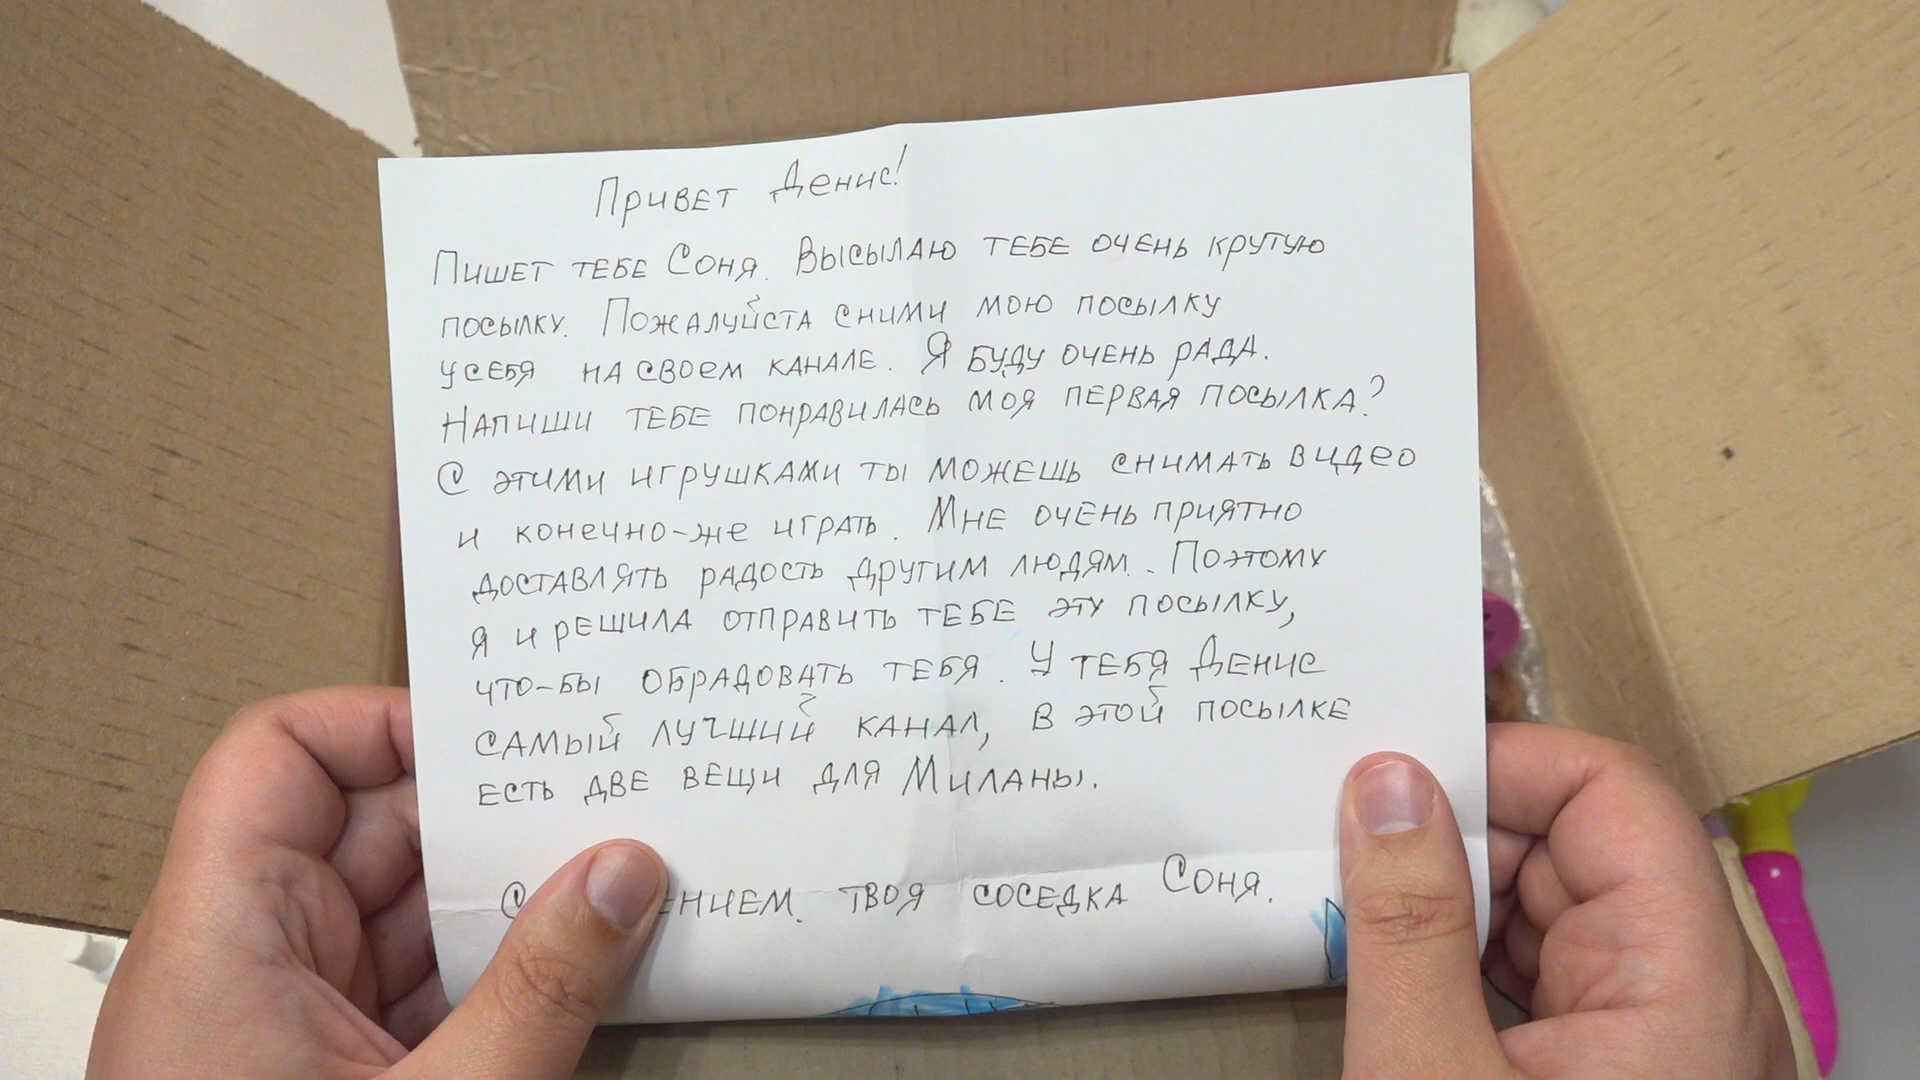 Привет Денис!
Пишет тебе Соня. Высылаю тебе очень крутую
посылку. Пожалуйста сними мою посылку
у себя на своем канале. Я буду очень рада.
Напиши тебе понравилась моя первая посылка?
С этими игрушками ты можешь снимать видео
и конечно-же играть. Мне очень приятно
доставлять радость другим людям. Поэтому
я и решила отправить тебе эту посылку,
что-бы обрадовать тебя. У тебя Денис
самый лучший канал, в этой посылке
есть две вещи для Миланы.
С твоя соседка Соня.